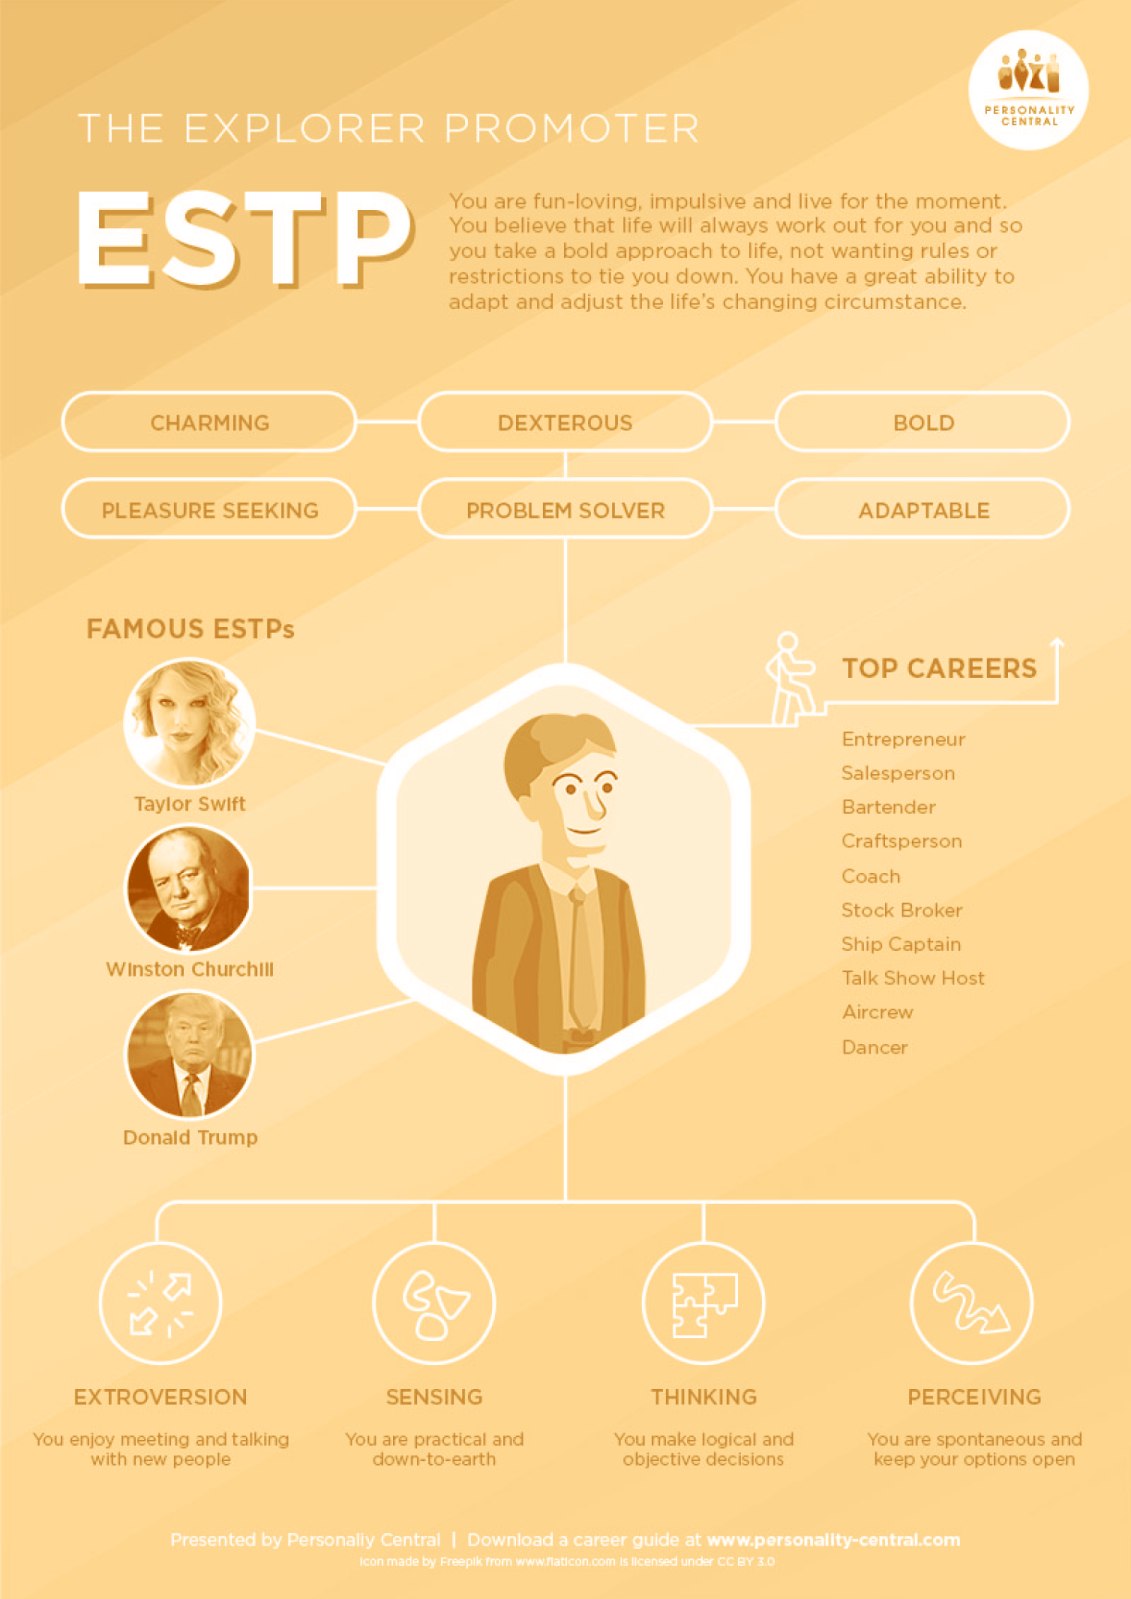 PERSONALITY
CENTRAL
THE EXPLORER PROMOTER
ESTP
You are fun-loving, impulsive and live for the moment.
You believe that life will always work out for you and so
you take a bold approach to life, not wanting rules or
restrictions to tie you down. You have a great ability to
adapt and adjust the life's changing circumstance.
CHARMING
DEXTEROUS
BOLD
PLEASURE SEEKING
PROBLEM SOLVER
ADAPTABLE
FAMOUS ESTPs
Taylor Swift
Winston Churchill
Donald Trump
TOP CAREERS
Entrepreneur
Salesperson
Bartender
Craftsperson
Coach
Stock Broker
Ship Captain
Talk Show Host
Aircrew
Dancer
EXTROVERSION
You enjoy meeting and talking
with new people
SENSING
You are practical and
down-to-earth
THINKING
You make logical and
objective decisions
PERCEIVING
You are spontaneous and
keep your options open
Presented by Personaliy Central | Download a career guide at www.personality-central.com
Icon made by Freepik from www.flaticon.com is licensed under CC BY 3.0